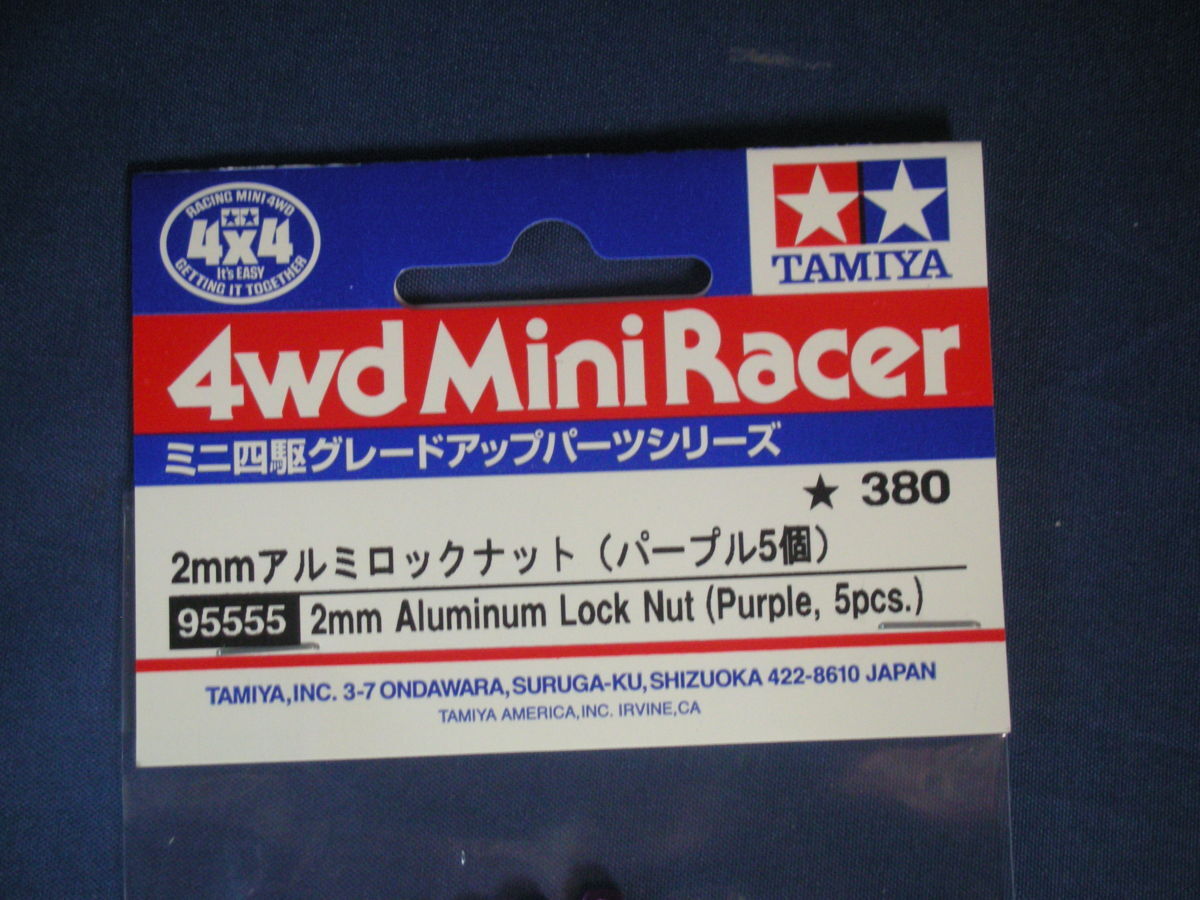 RACING MINI 4WD
4x4
It's EASY
GETTING IT TOGETHER
TAMIYA
4wd Mini Racer
ミニ四駆グレードアップパーツシリーズ
★ 380
2mmアルミロックナット（パープル5個）
95555 2mm Aluminum Lock Nut (Purple, 5pcs.)
TAMIYA,INC. 3-7 ONDAWARA,SURUGA-KU,SHIZUOKA 422-8610 JAPAN
TAMIYA AMERICA,INC. IRVINE,CA